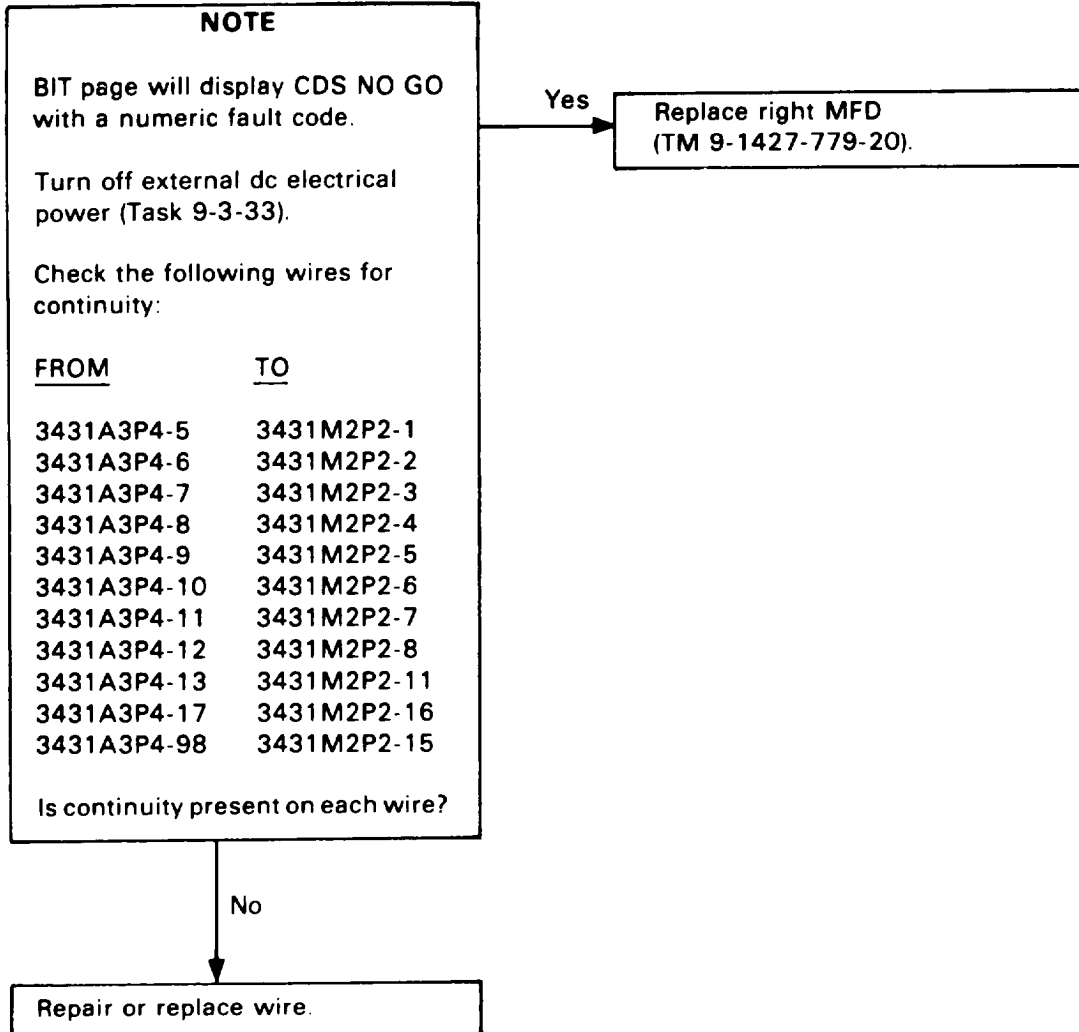 NOTE
BIT page will display CDS NO GO
with a numeric fault code.
Turn off external dc electrical
power (Task 9-3-33).
Check the following wires for
continuity:
FROM TO
3431A3P4-5 3431M2P2-1
3431A3P4-6 3431M2P2-2
3431A3P4-7 3431M2P2-3
3431A3P4-8 3431M2P2-4
3431A3P4-9 3431M2P2-5
3431A3P4-10 3431M2P2-6
3431A3P4-11 3431M2P2-7
3431A3P4-12 3431M2P2-8
3431A3P4-13 3431M2P2-11
3431A3P4-17 3431M2P2-16
3431A3P4-98 3431M2P2-15
Is continuity present on each wire?
Yes
Replace right MFD
(TM 9-1427-779-20).
No
Repair or replace wire.